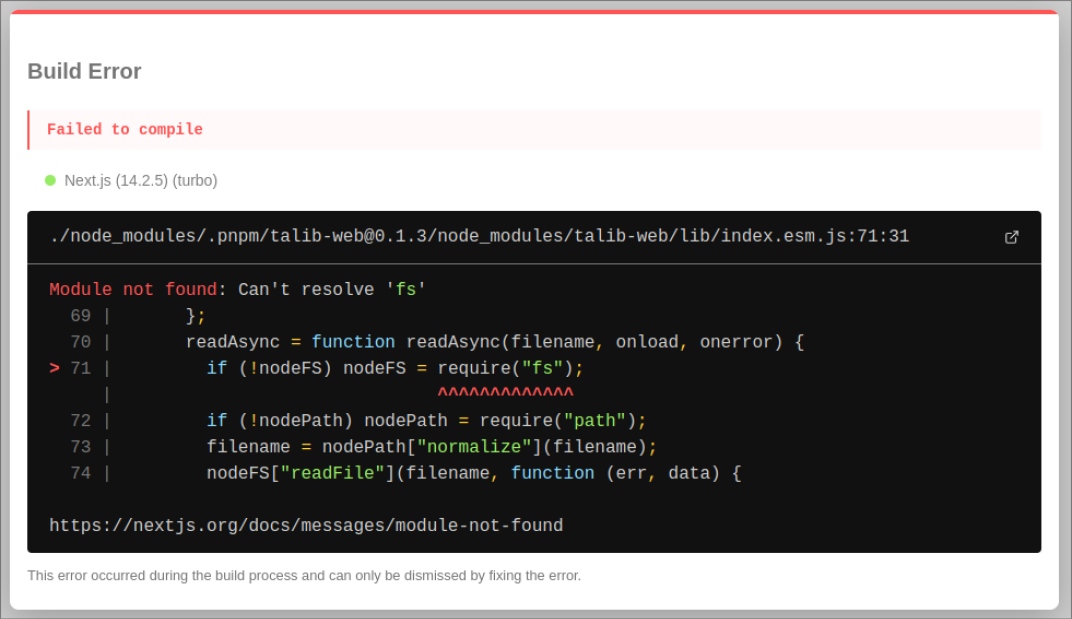 Build Error
Failed to compile
Next.js (14.2.5) (turbo)
./node_modules/.pnpm/talib-web@0.1.3/node_modules/talib-web/lib/index.esm.js:71:31
Module not found: Can't resolve 'fs'
  69 |       };
  70 |       readAsync = function readAsync(filename, onload, onerror) {
> 71 |         if (!nodeFS) nodeFS = require("fs");
     |                               ^^^^^^^^^^^^^
  72 |         if (!nodePath) nodePath = require("path");
  73 |         filename = nodePath["normalize"](filename);
  74 |         nodeFS["readFile"](filename, function (err, data) {
https://nextjs.org/docs/messages/module-not-found
This error occurred during the build process and can only be dismissed by fixing the error.